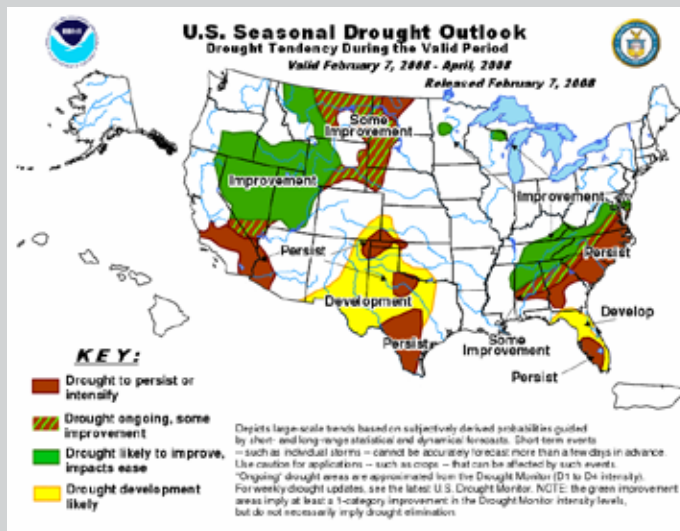 U.S. Seasonal Drought Outlook
Drought Tendency During the Valid Period
Valid February 7, 2008 - April, 2008
Released February 7, 2008
Some
Improvement
Improvement
Improvement
Persist
Persist
Development
Develop
Some
Improvement
Persist
Persist
KEY:
Drought to persist or
intensify
Drought ongoing, some
improvement
Drought likely to improve,
impacts ease
Drought development
likely
Depicts large-scale trends based on subjectively derived probabilities guided
by short- and long-range statistical and dynamical forecasts. Short term events
-- such as individual storms -- cannot be accurately forecast more than a few days in advance.
Use caution for applications -- such as crops -- that can be affected by such events.
"Ongoing" drought areas are approximated from the Drought Monitor (D1 to D4 intensity).
For weekly drought updates, see the latest U.S. Drought Monitor. NOTE: the green improvement
areas imply at least a 1-category improvement in the Drought Monitor intensity levels,
but do not necessarily imply drought elimination.